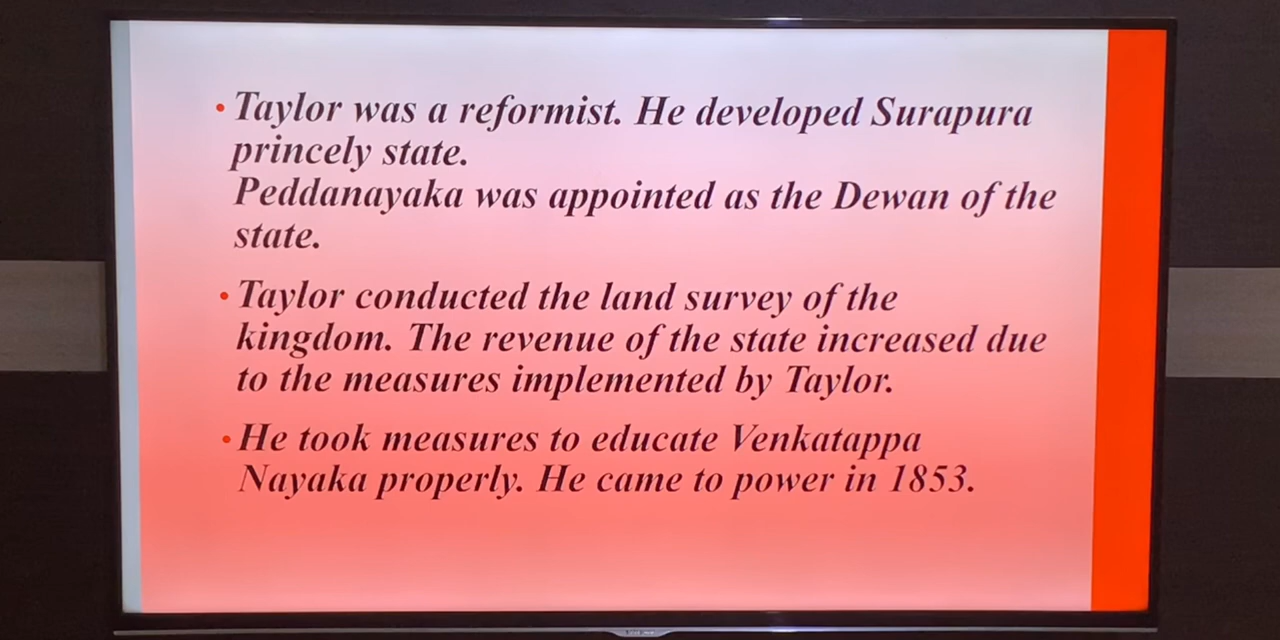 • Taylor was a reformist. He developed Surapura
princely state.
Peddanayaka was appointed as the Dewan of the
state.
• Taylor conducted the land survey of the
kingdom. The revenue of the state increased due
to the measures implemented by Taylor.
• He took measures to educate Venkatappa
Nayaka properly. He came to power in 1853.